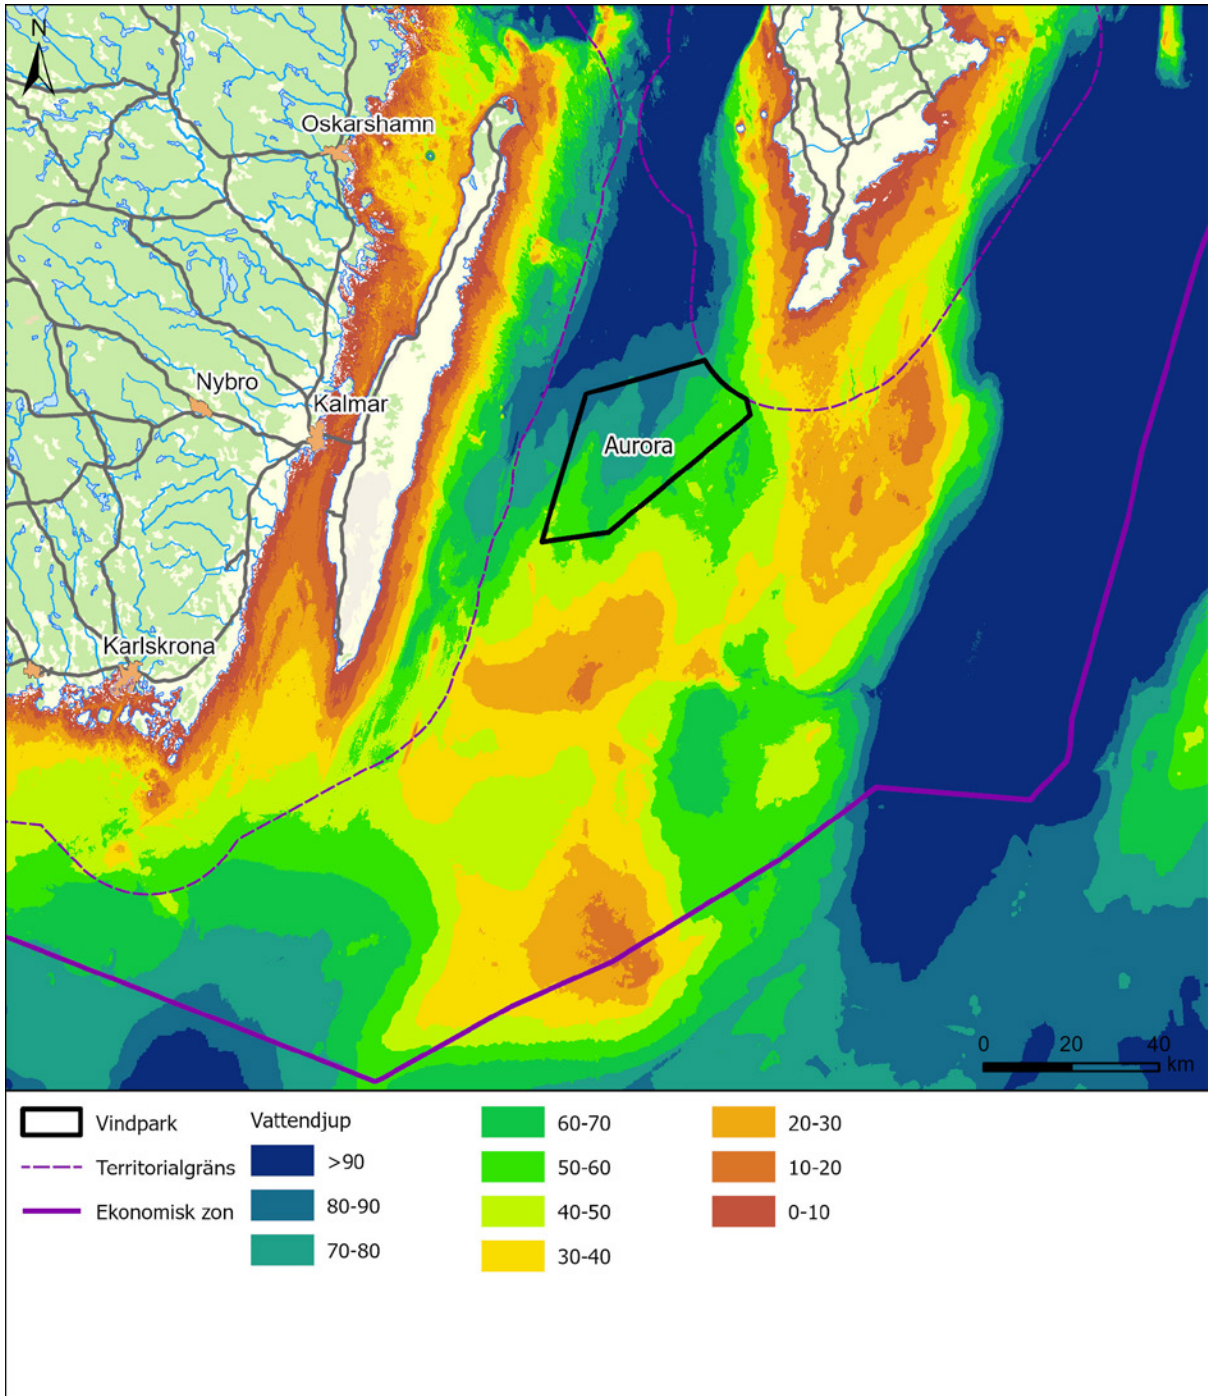 N
Oskarshamn
Nybro
Kalmar
Aurora
Karlskrona
0 20 40
km
Vindpark
Territorialgräns
Ekonomisk zon
Vattendjup
>90
80-90
70-80
60-70
50-60
40-50
30-40
20-30
10-20
0-10